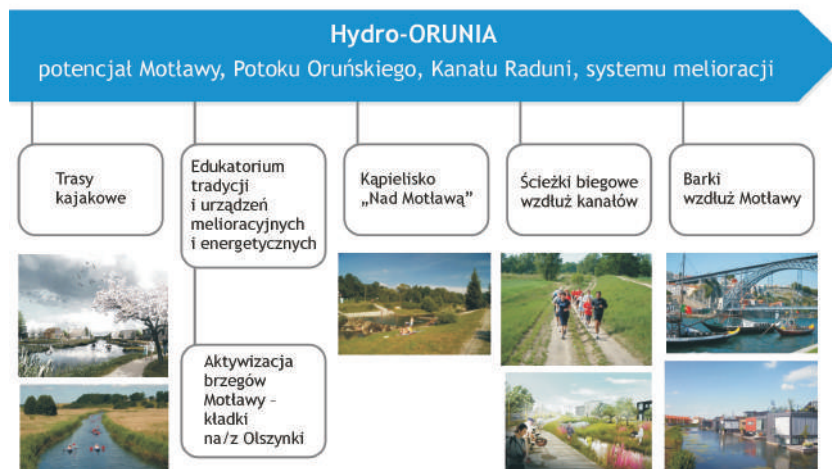 Hydro-ORUNIA
potencjał Motławy, Potoku Oruńskiego, Kanału Raduni, systemu melioracji
Trasy
kajakowe
Edukatorium
tradycji
i urządzeń
melioracyjnych
i energetycznych
Kąpielisko
„Nad Motławą”
Ścieżki biegowe
wzdłuż kanałów
Barki
wzdłuż Motławy
Aktywizacja
brzegów
Motławy –
kładki
na/z Olszynki